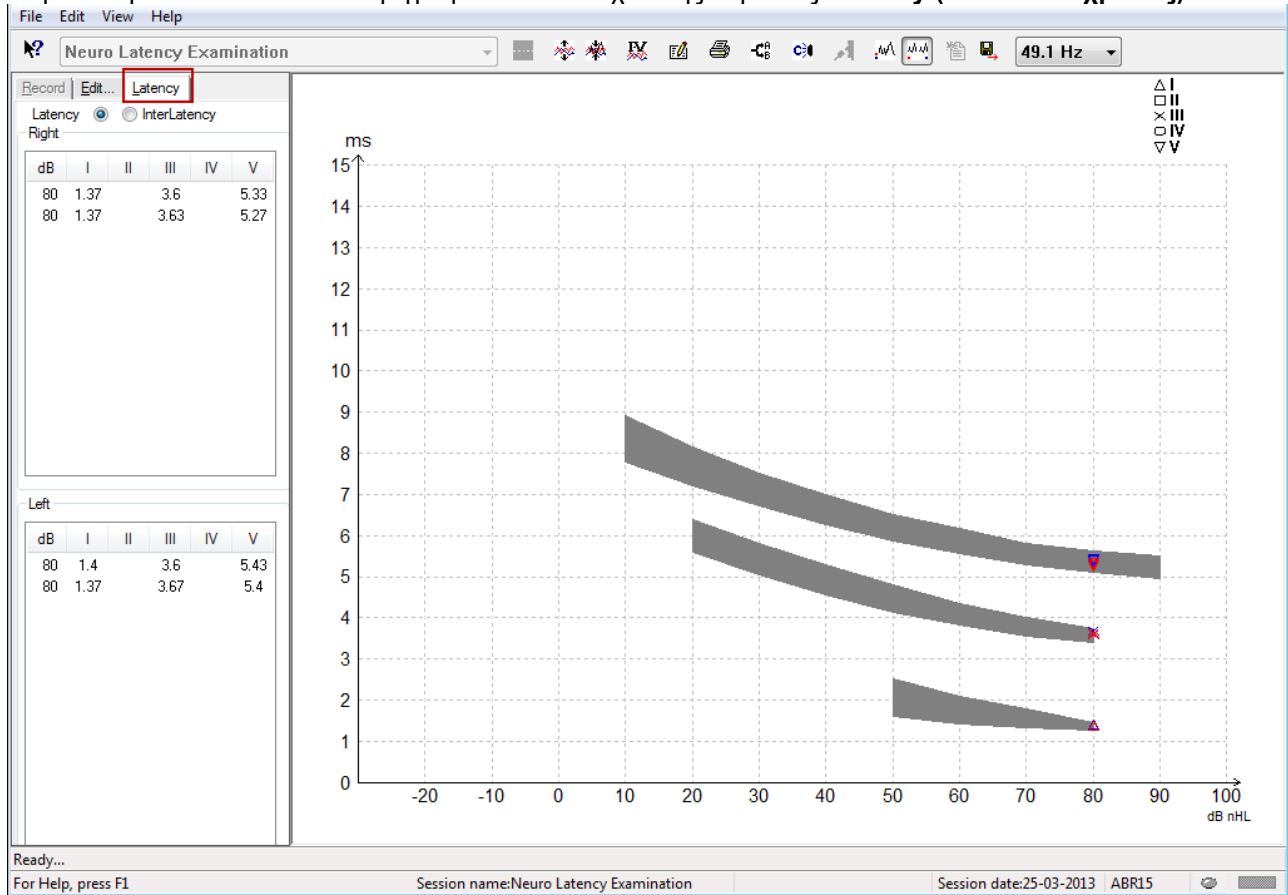 File Edit View Help
Neuro Latency Examination 49.1 Hz
Record Edit... Latency
Latency InterLatency
Right
dB I II III IV V
80 1.37 3.6 5.33
80 1.37 3.63 5.27
Left
dB I II III IV V
80 1.4 3.6 5.43
80 1.37 3.67 5.4
I
II
III
IV
V
ms
15
14
13
12
11
10
9
8
7
6
5
4
3
2
1
0
-20 -10 0 10 20 30 40 50 60 70 80 90 100
dB nHL
Ready...
For Help, press F1 Session name:Neuro Latency Examination Session date:25-03-2013 ABR15